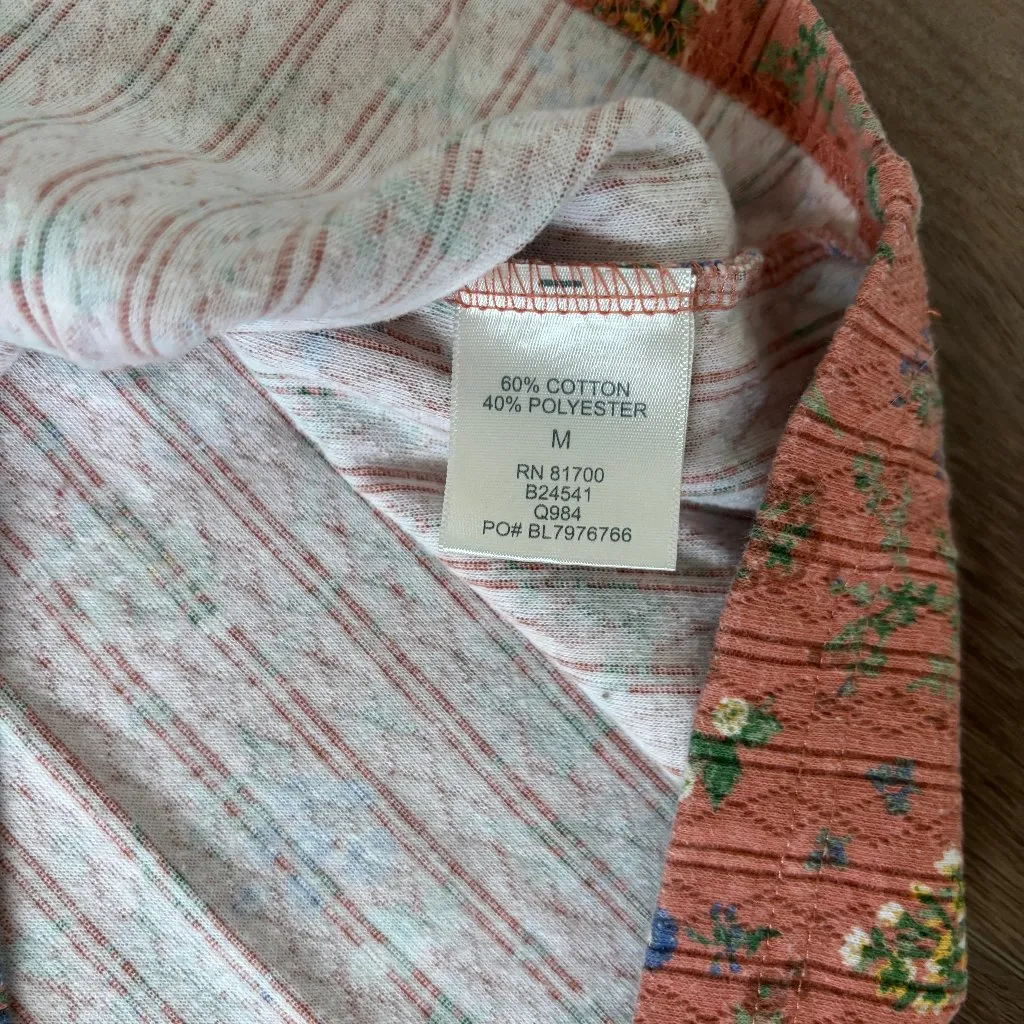 60% COTTON
40% POLYESTER
M
RN 81700
B24541
Q984
PO# BL7976766